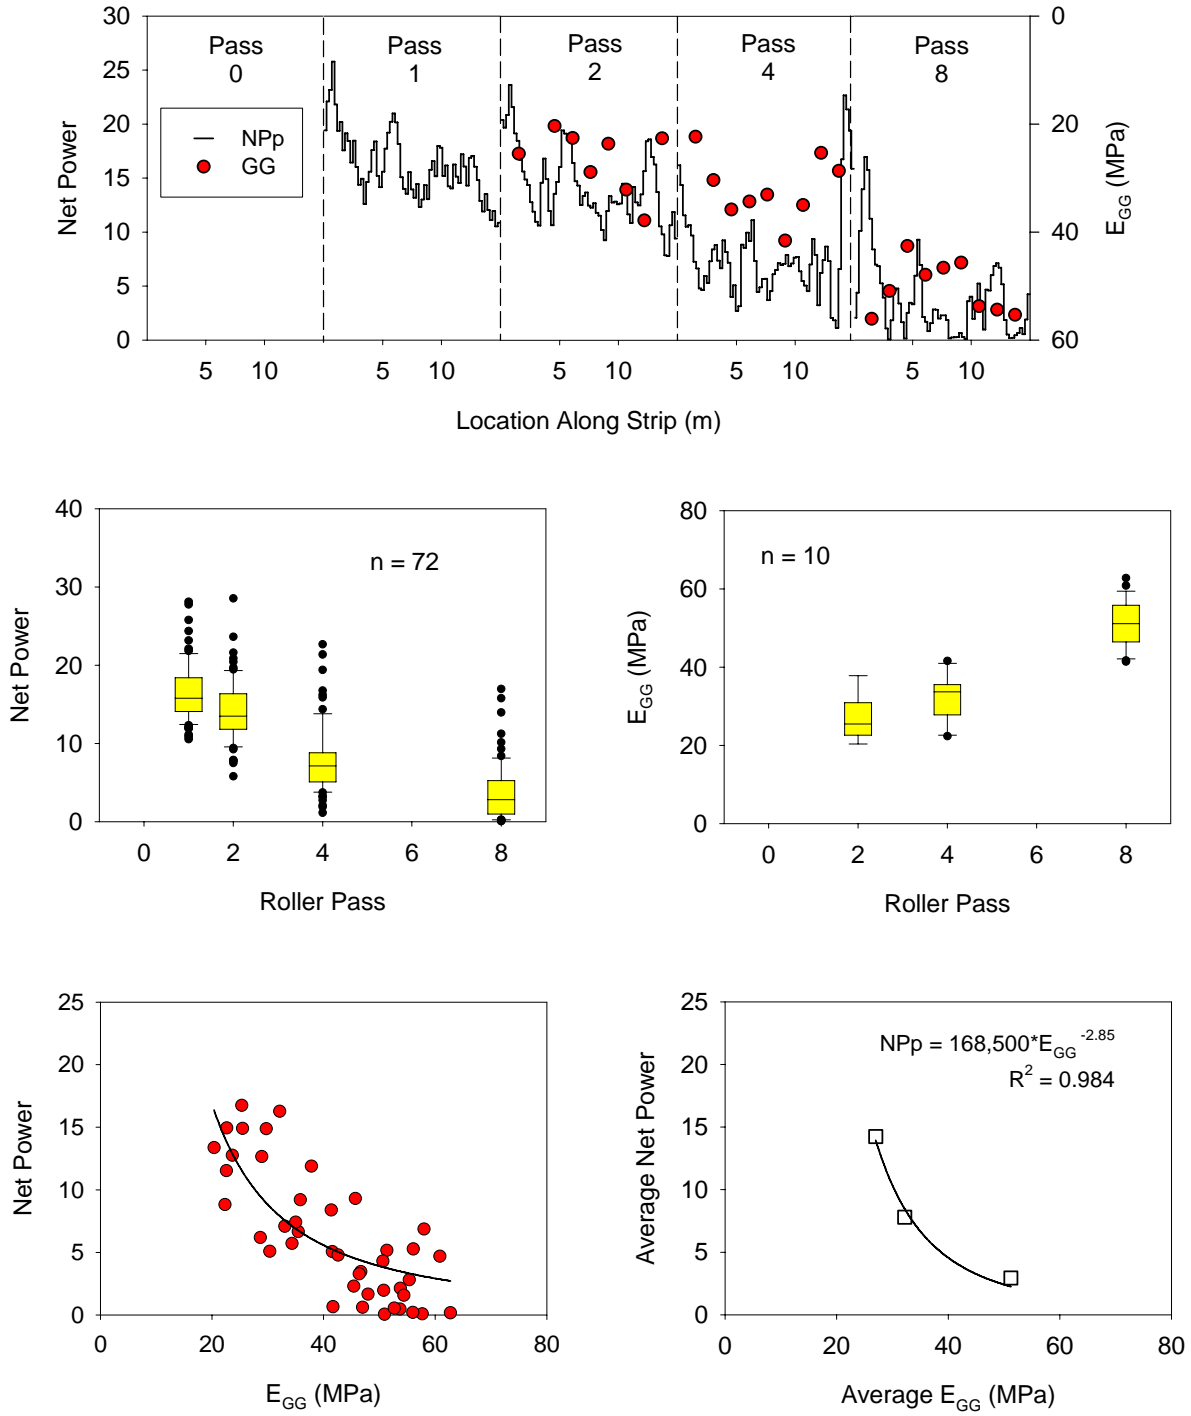 30
25
20
15
10
5
0
Net Power
Pass
0
Pass
1
Pass
2
Pass
4
Pass
8
NPp
GG
0
20
40
60
E_GG (MPa)
5 10 5 10 5 10 5 10
Location Along Strip (m)
40
30
20
10
0
Net Power
n = 72
0 2 4 6 8
Roller Pass
80
60
40
20
0
E_GG (MPa)
n = 10
0 2 4 6 8
Roller Pass
25
20
15
10
5
0
Net Power
0 20 40 60 80
E_GG (MPa)
25
20
15
10
5
0
Average Net Power
NPp = 168,500*E_GG ^-2.85
R^2 = 0.984
0 20 40 60 80
Average E_GG (MPa)